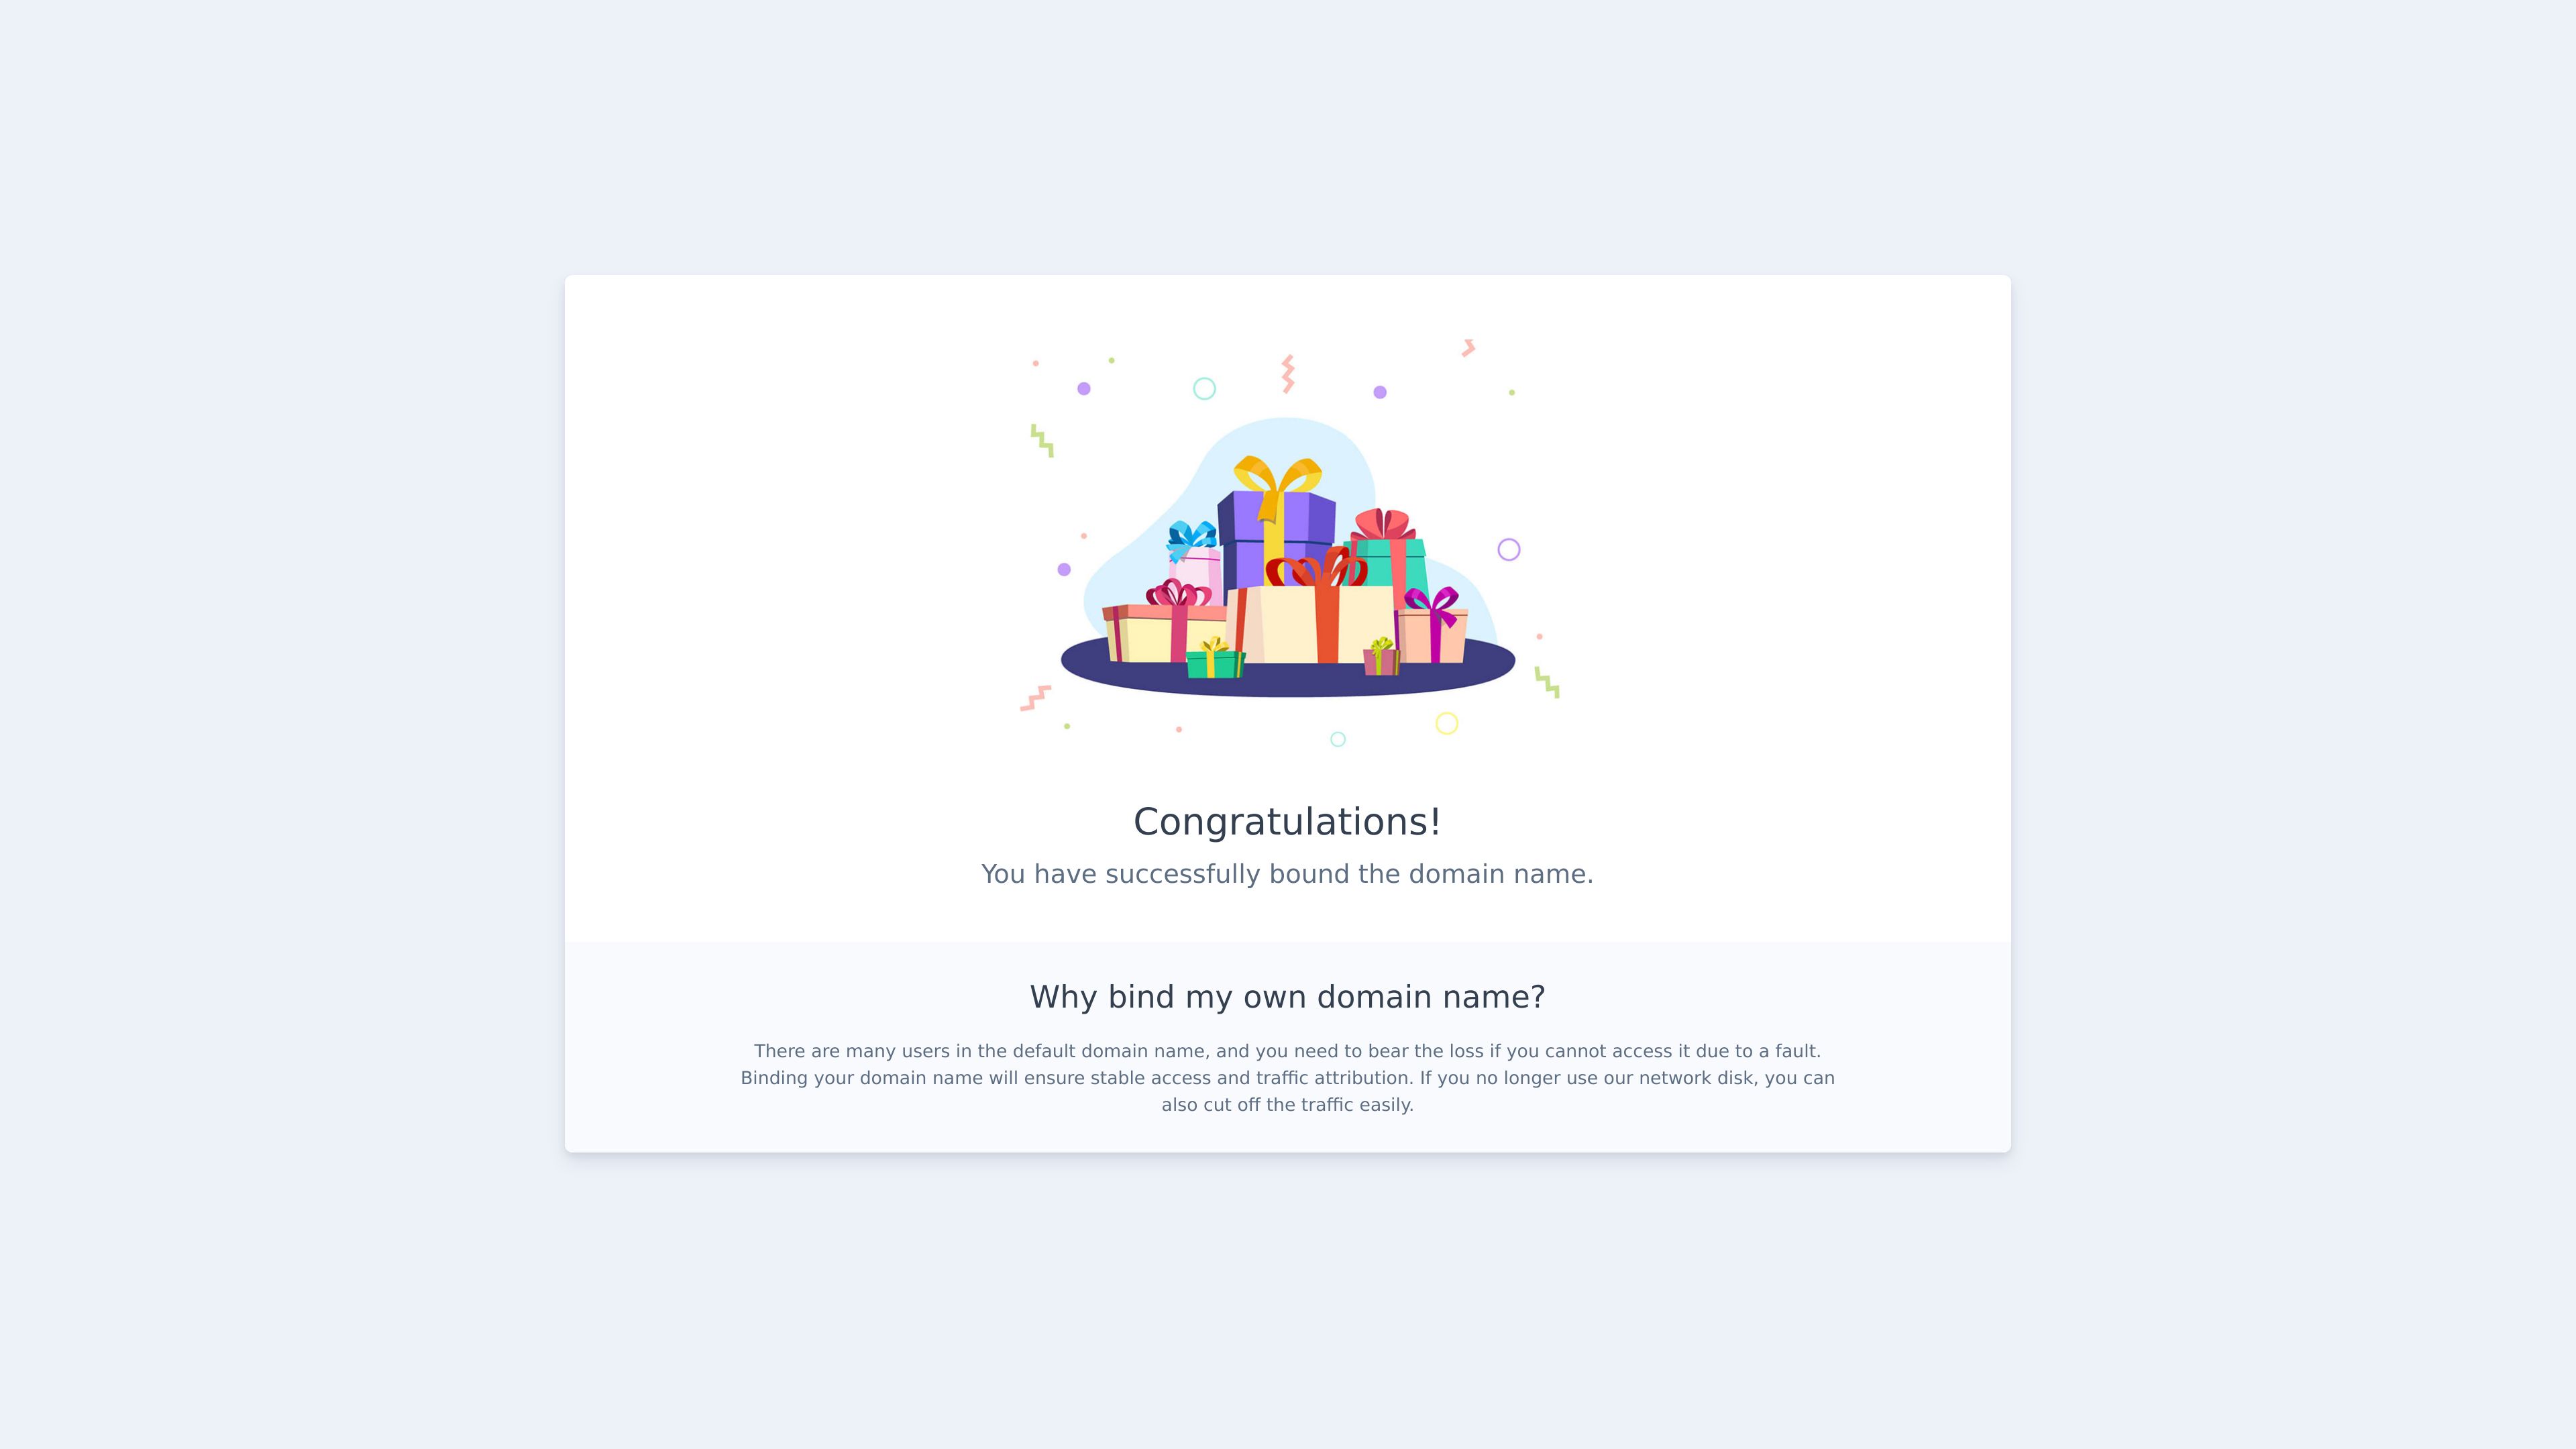 Congratulations!
You have successfully bound the domain name.
Why bind my own domain name?
There are many users in the default domain name, and you need to bear the loss if you cannot access it due to a fault.
Binding your domain name will ensure stable access and traffic attribution. If you no longer use our network disk, you can
also cut off the traffic easily.